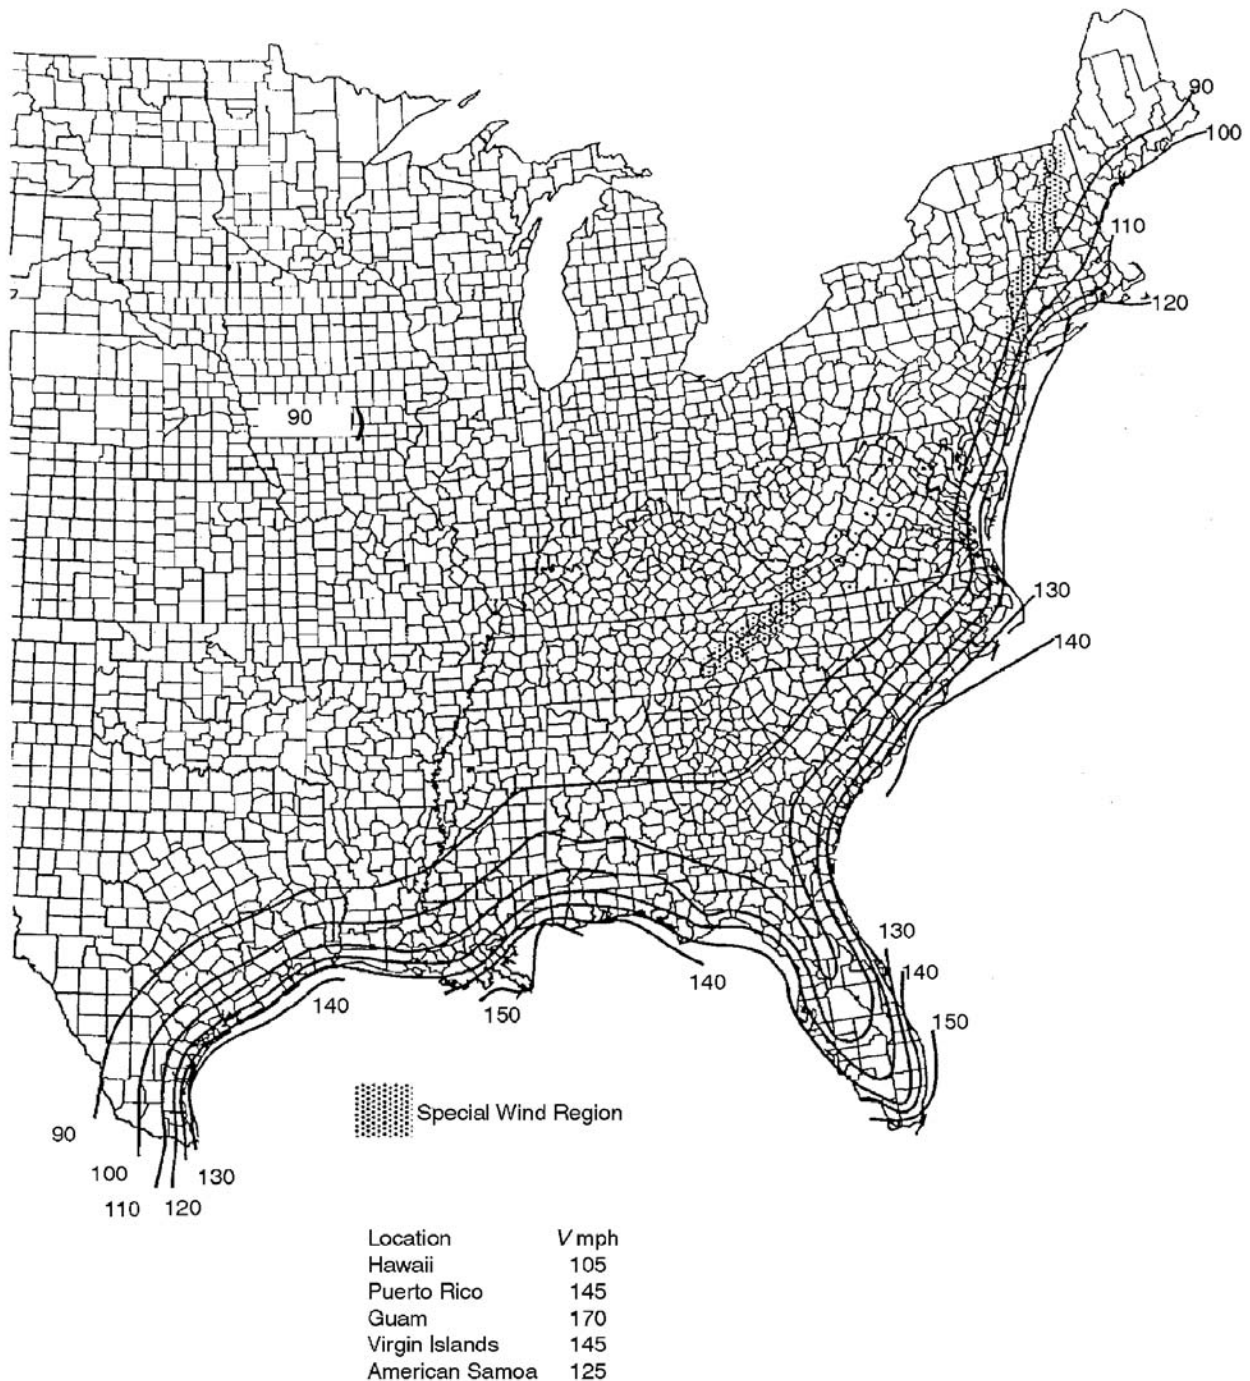 90
100
110
120
90
130
140
130
140
140
140
150
150
Special Wind Region
90
100
130
110
120
Location V mph
Hawaii 105
Puerto Rico 145
Guam 170
Virgin Islands 145
American Samoa 125